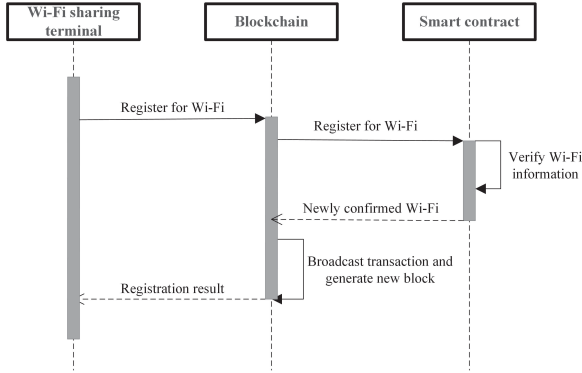 Wi-Fi sharing
terminal
Blockchain
Smart contract
Register for Wi-Fi
Register for Wi-Fi
Verify Wi-Fi
information
Newly confirmed Wi-Fi
Broadcast transaction and
generate new block
Registration result